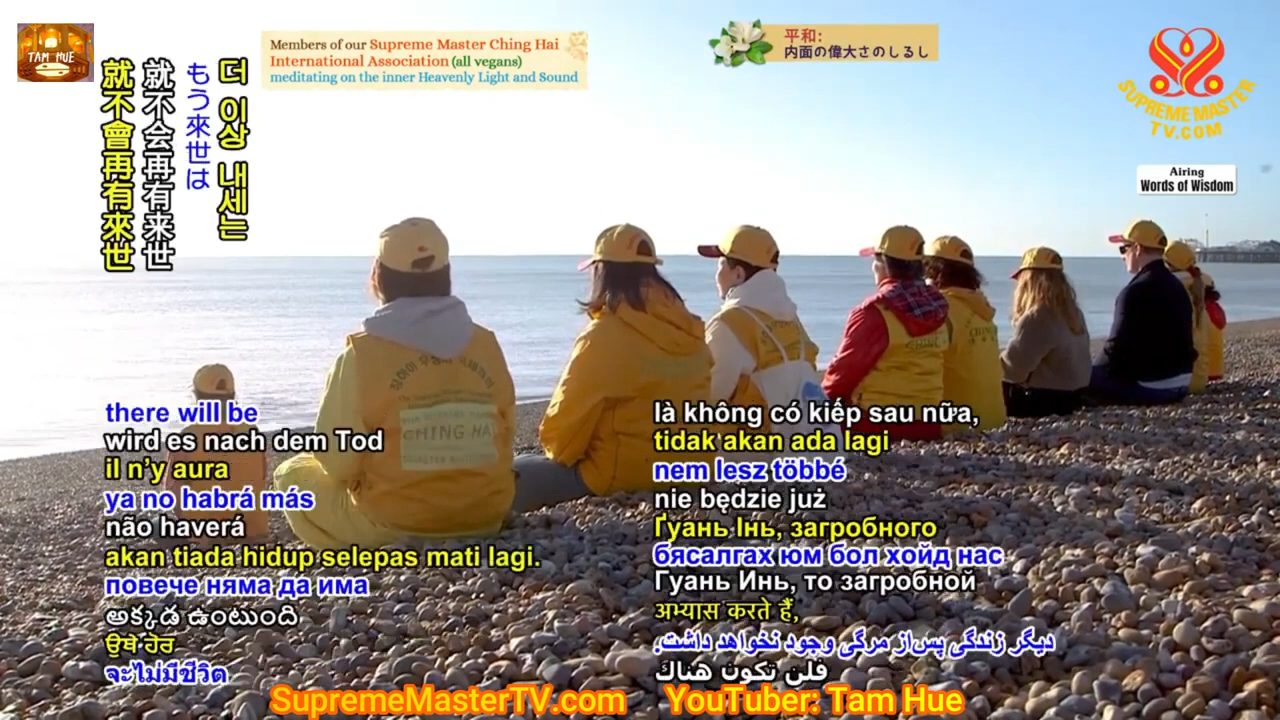 TAM HUE
Members of our Supreme Master Ching Hai
International Association (all vegans)
meditating on the inner Heavenly Light and Sound
平和:
内面の偉大さのしるし
SUPREME MASTER
TV.COM
Airing
Words of Wisdom
더 이상 내세는
もう來世は
就不会再有来世
就不會再有來世
CHING HAI
there will be
wird es nach dem Tod
il n’y aura
ya no habrá más
não haverá
akan tiada hidup selepas mati lagi.
повече няма да има
అక్కడ ఉంటుంది
ਉਥੇ ਹੋਰ
จะไม่มีชีวิต
là không có kiếp sau nữa,
tidak akan ada lagi
nem lesz többé
nie będzie już
Ґуань Інь, загробного
бясалгах юм бол хойд нас
Гуань Инь, то загробной
अभ्यास करते हैं,
دیگر زندگی پس‌از مرگی وجود نخواهد داشت.
فلن تكون هناك
SupremeMasterTV.com
YouTuber: Tam Hue